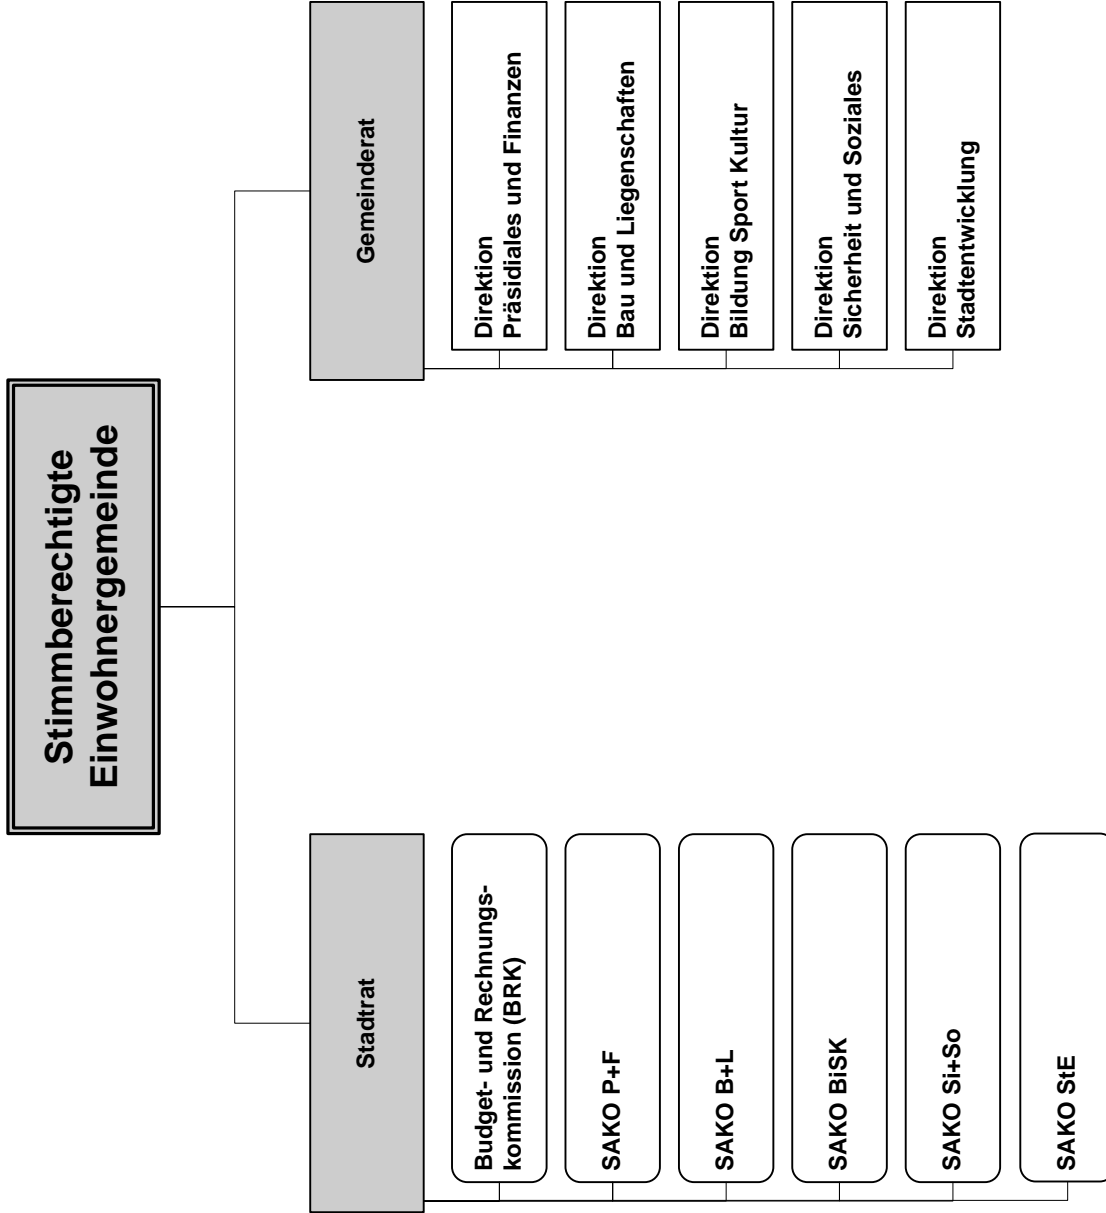 Stimmberechtigte
Einwohnergemeinde
Stadtrat
Budget- und Rechnungs-
kommission (BRK)
SAKO P+F
SAKO B+L
SAKO BiSK
SAKO Si+So
SAKO StE
Gemeinderat
Direktion
Präsidiales und Finanzen
Direktion
Bau und Liegenschaften
Direktion
Bildung Sport Kultur
Direktion
Sicherheit und Soziales
Direktion
Stadtentwicklung